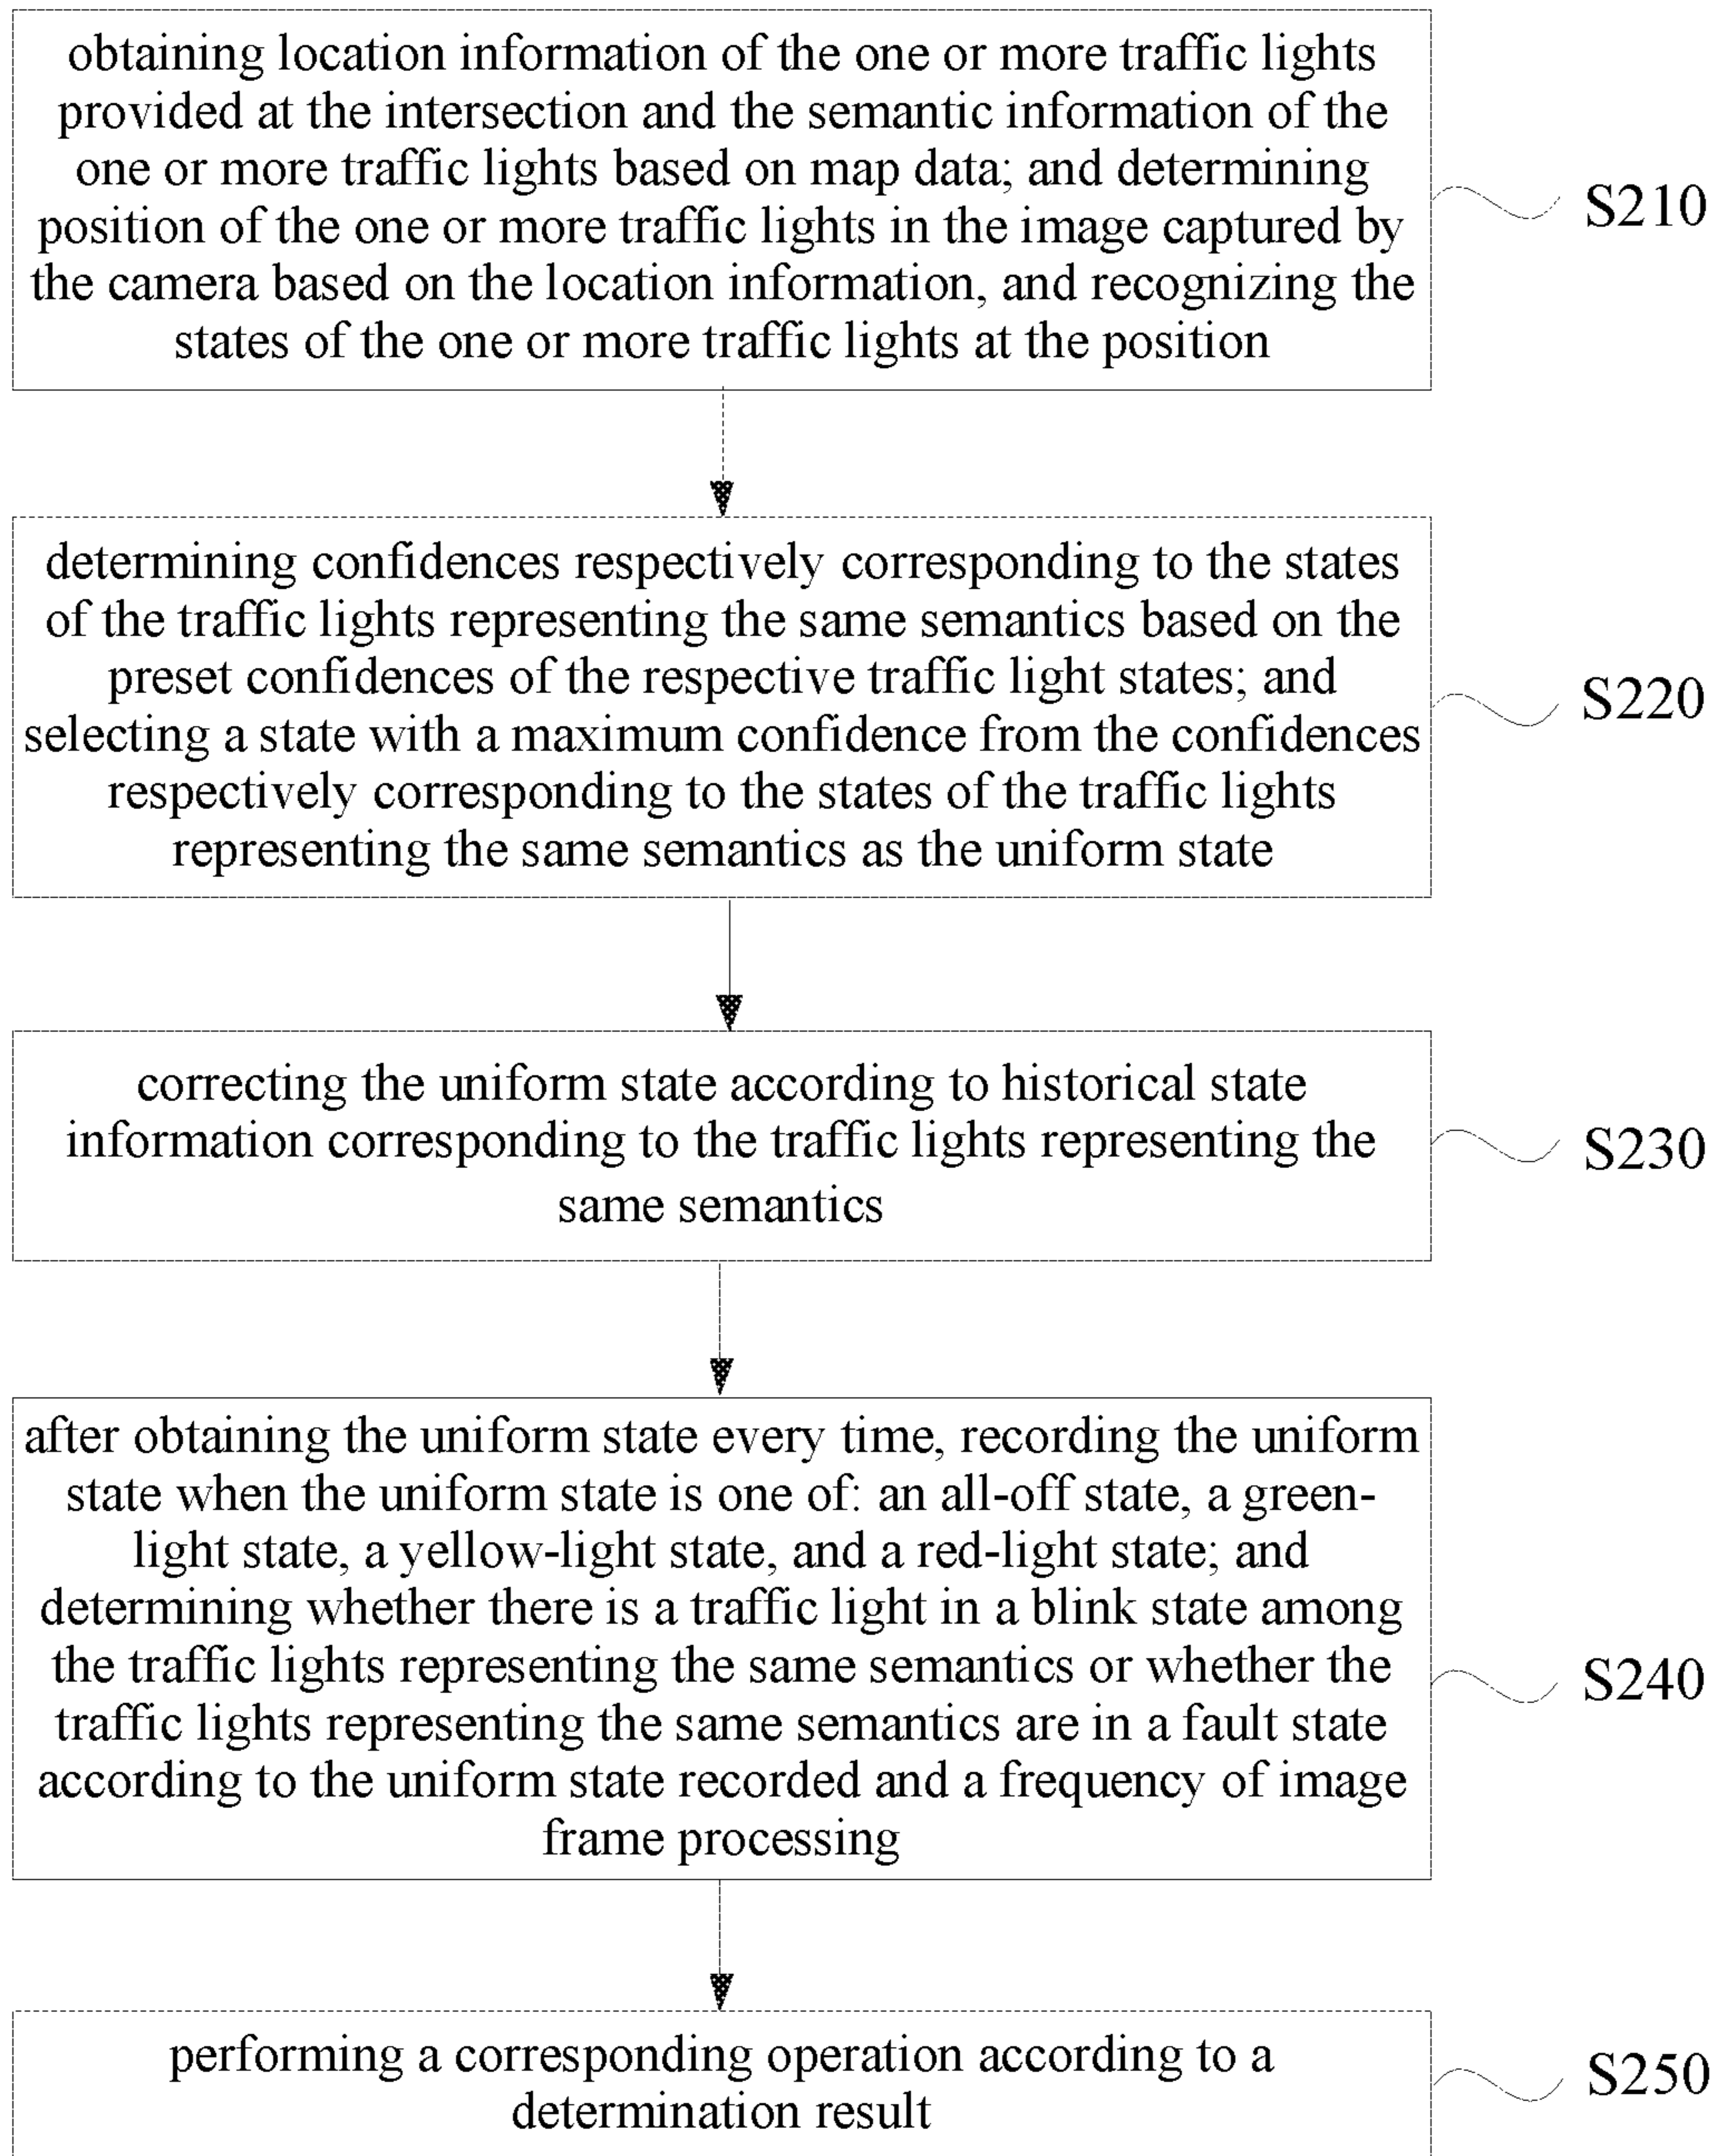 obtaining location information of the one or more traffic lights
provided at the intersection and the semantic information of the
one or more traffic lights based on map data; and determining
position of the one or more traffic lights in the image captured by
the camera based on the location information, and recognizing the
states of the one or more traffic lights at the position
S210
determining confidences respectively corresponding to the states
of the traffic lights representing the same semantics based on the
preset confidences of the respective traffic light states; and
selecting a state with a maximum confidence from the confidences
respectively corresponding to the states of the traffic lights
representing the same semantics as the uniform state
S220
correcting the uniform state according to historical state
information corresponding to the traffic lights representing the
same semantics
S230
after obtaining the uniform state every time, recording the uniform
state when the uniform state is one of: an all-off state, a green-
light state, a yellow-light state, and a red-light state; and
determining whether there is a traffic light in a blink state among
the traffic lights representing the same semantics or whether the
traffic lights representing the same semantics are in a fault state
according to the uniform state recorded and a frequency of image
frame processing
S240
performing a corresponding operation according to a
determination result
S250